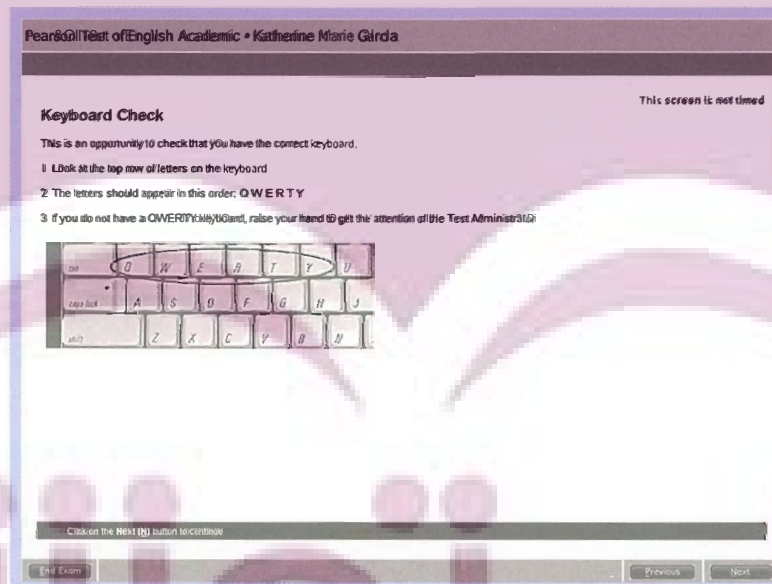 Pearson Test of English Academic • Katherine Marie Garda
This screen is not timed
Keyboard Check
This is an opportunity to check that you have the correct keyboard.
1 Look at the top row of letters on the keyboard
2 The letters should appear in this order: QWERTY
3 If you do not have a QWERTY keyboard, raise your hand to get the attention of the Test Administrator
tab Q W E R T Y U
caps lock A S D F G H J
shift Z X C V B N
Click on the Next (N) button to continue
End Exam
Previous Next